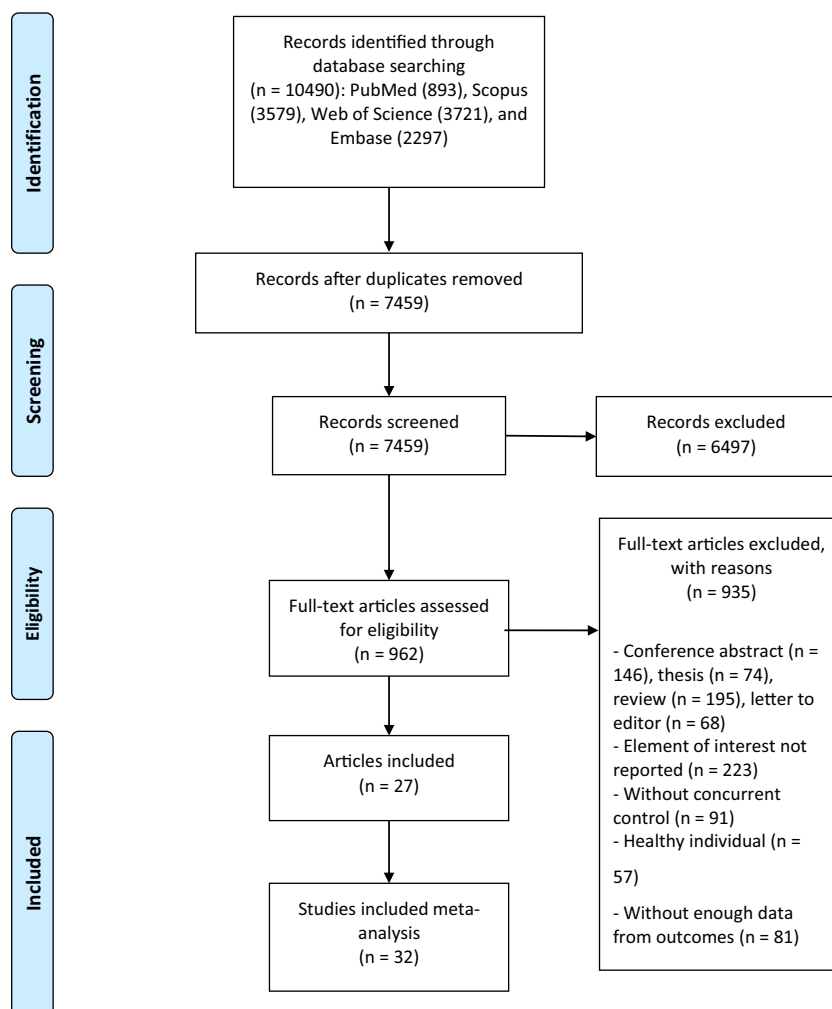 Identification
Records identified through
database searching
(n = 10490): PubMed (893), Scopus
(3579), Web of Science (3721), and
Embase (2297)
Screening
Records after duplicates removed
(n = 7459)
Records screened
(n = 7459)
Records excluded
(n = 6497)
Eligibility
Full-text articles assessed
for eligibility
(n = 962)
Full-text articles excluded,
with reasons
(n = 935)
- Conference abstract (n =
146), thesis (n = 74),
review (n = 195), letter to
editor (n = 68)
- Element of interest not
reported (n = 223)
- Without concurrent
control (n = 91)
- Healthy individual (n =
57)
- Without enough data
from outcomes (n = 81)
Included
Articles included
(n = 27)
Studies included meta-
analysis
(n = 32)